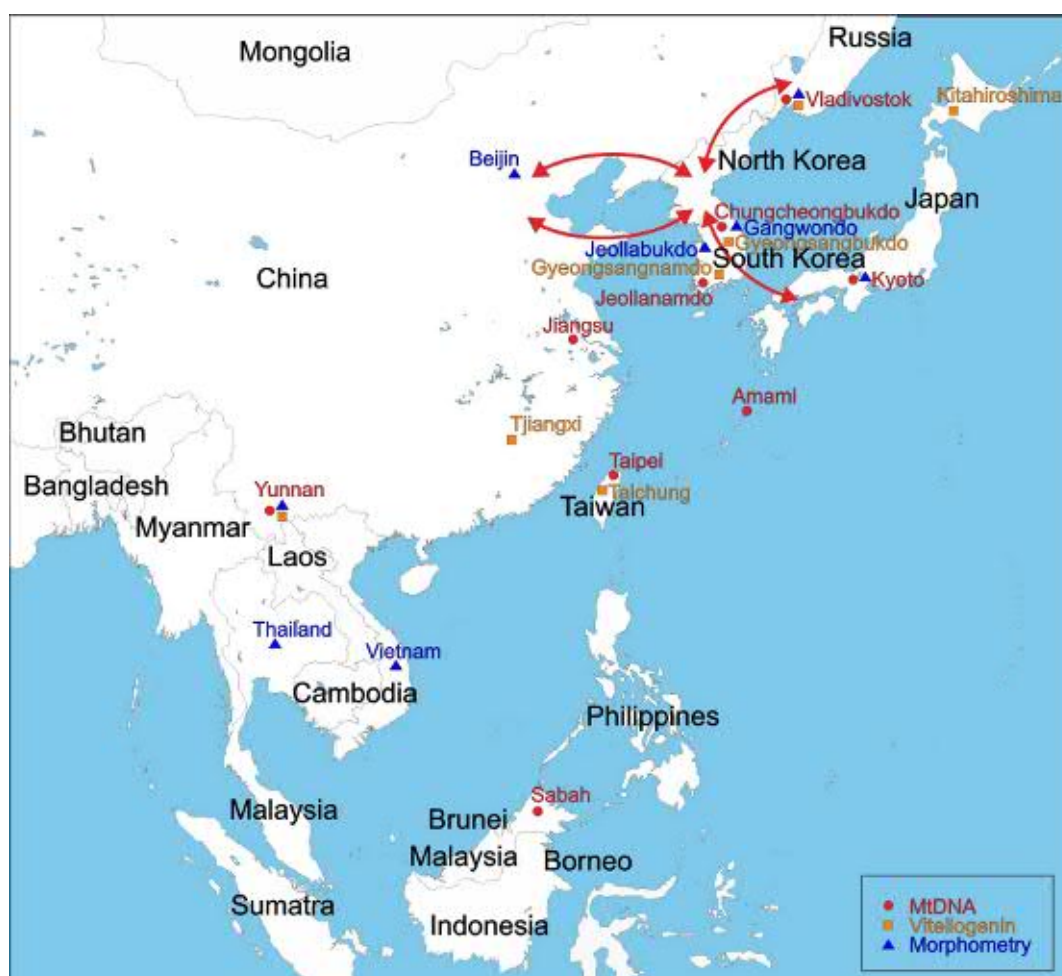 Russia
Mongolia
Vladivostok
Kitahiroshima
Beijin
North Korea
Japan
Chungcheongbukdo
Gangwondo
Gyeongsangbukdo
Jeollabukdo
South Korea
Gyeongsangnamdo
China
Kyoto
Jeollanamdo
Jiangsu
Amami
Tjiangxi
Bhutan
Taipei
Bangladesh
Yunnan
Taichung
Taiwan
Myanmar
Laos
Thailand
Vietnam
Cambodia
Philippines
Sabah
Malaysia
Brunei
Malaysia
Borneo
Sumatra
Indonesia
MtDNA
Vitellogenin
Morphometry